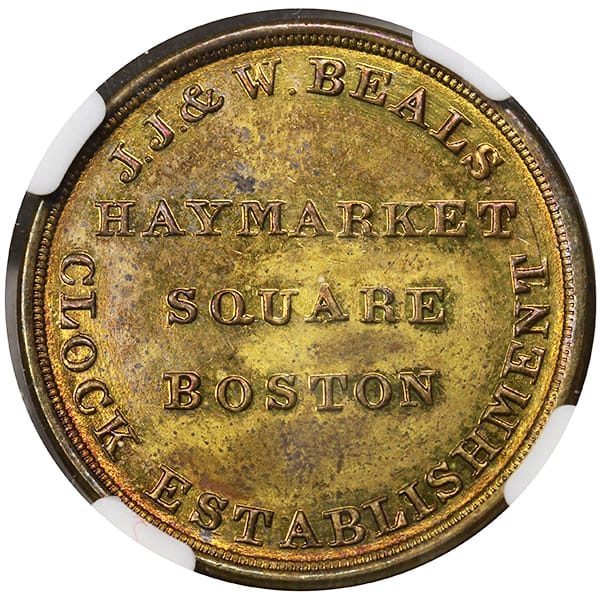 J.J. & W. BEALS.
HAYMARKET
SQUARE
BOSTON
CLOCK ESTABLISHMENT